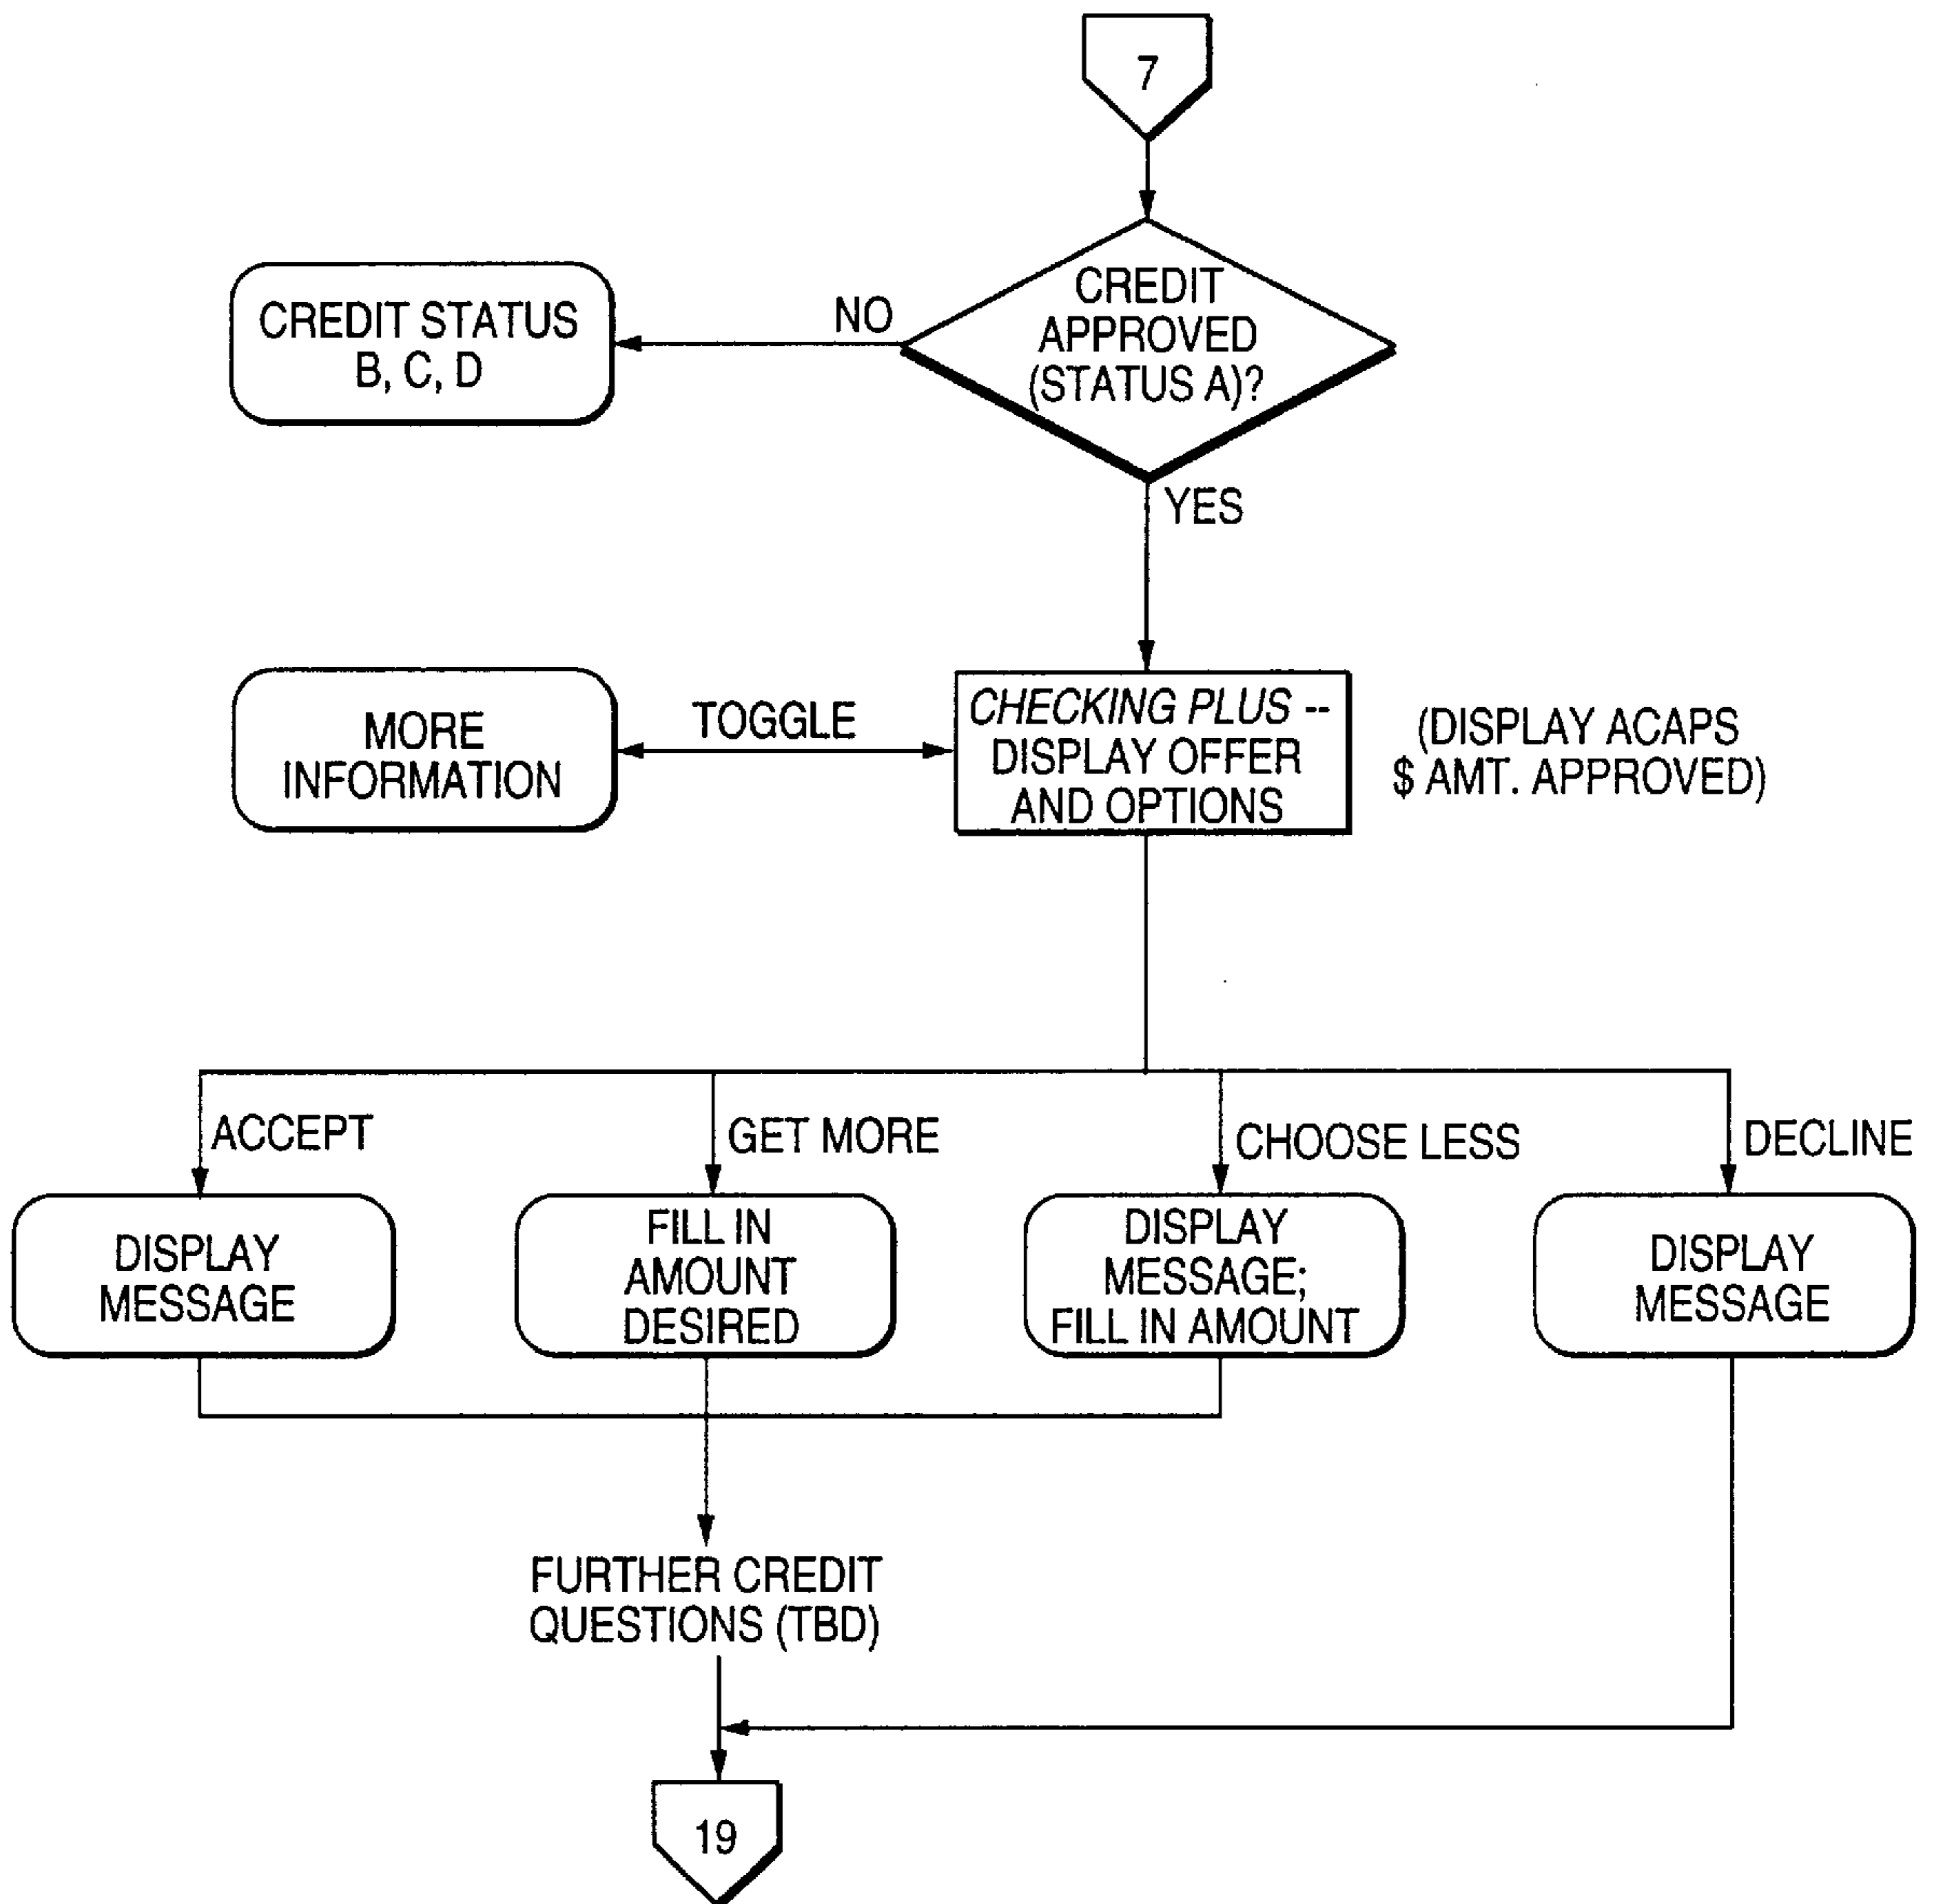 7
CREDIT
APPROVED
(STATUS A)?
NO
CREDIT STATUS
B, C, D
YES
MORE
INFORMATION
TOGGLE
CHECKING PLUS --
DISPLAY OFFER
AND OPTIONS
(DISPLAY ACAPS
$ AMT. APPROVED)
ACCEPT
GET MORE
CHOOSE LESS
DECLINE
DISPLAY
MESSAGE
FILL IN
AMOUNT
DESIRED
DISPLAY
MESSAGE;
FILL IN AMOUNT
DISPLAY
MESSAGE
FURTHER CREDIT
QUESTIONS (TBD)
19